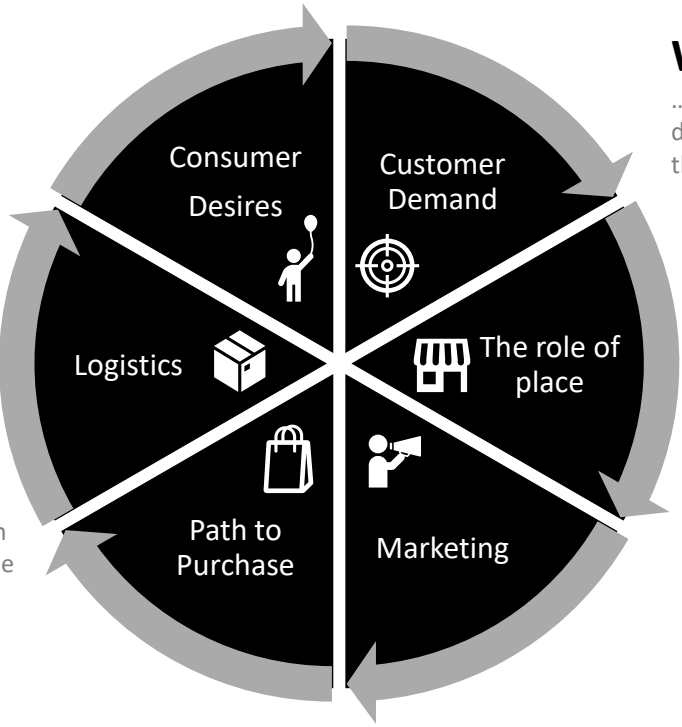 Consumer
Desires
Customer
Demand
The role of
place
Marketing
Path to
Purchase
Logistics